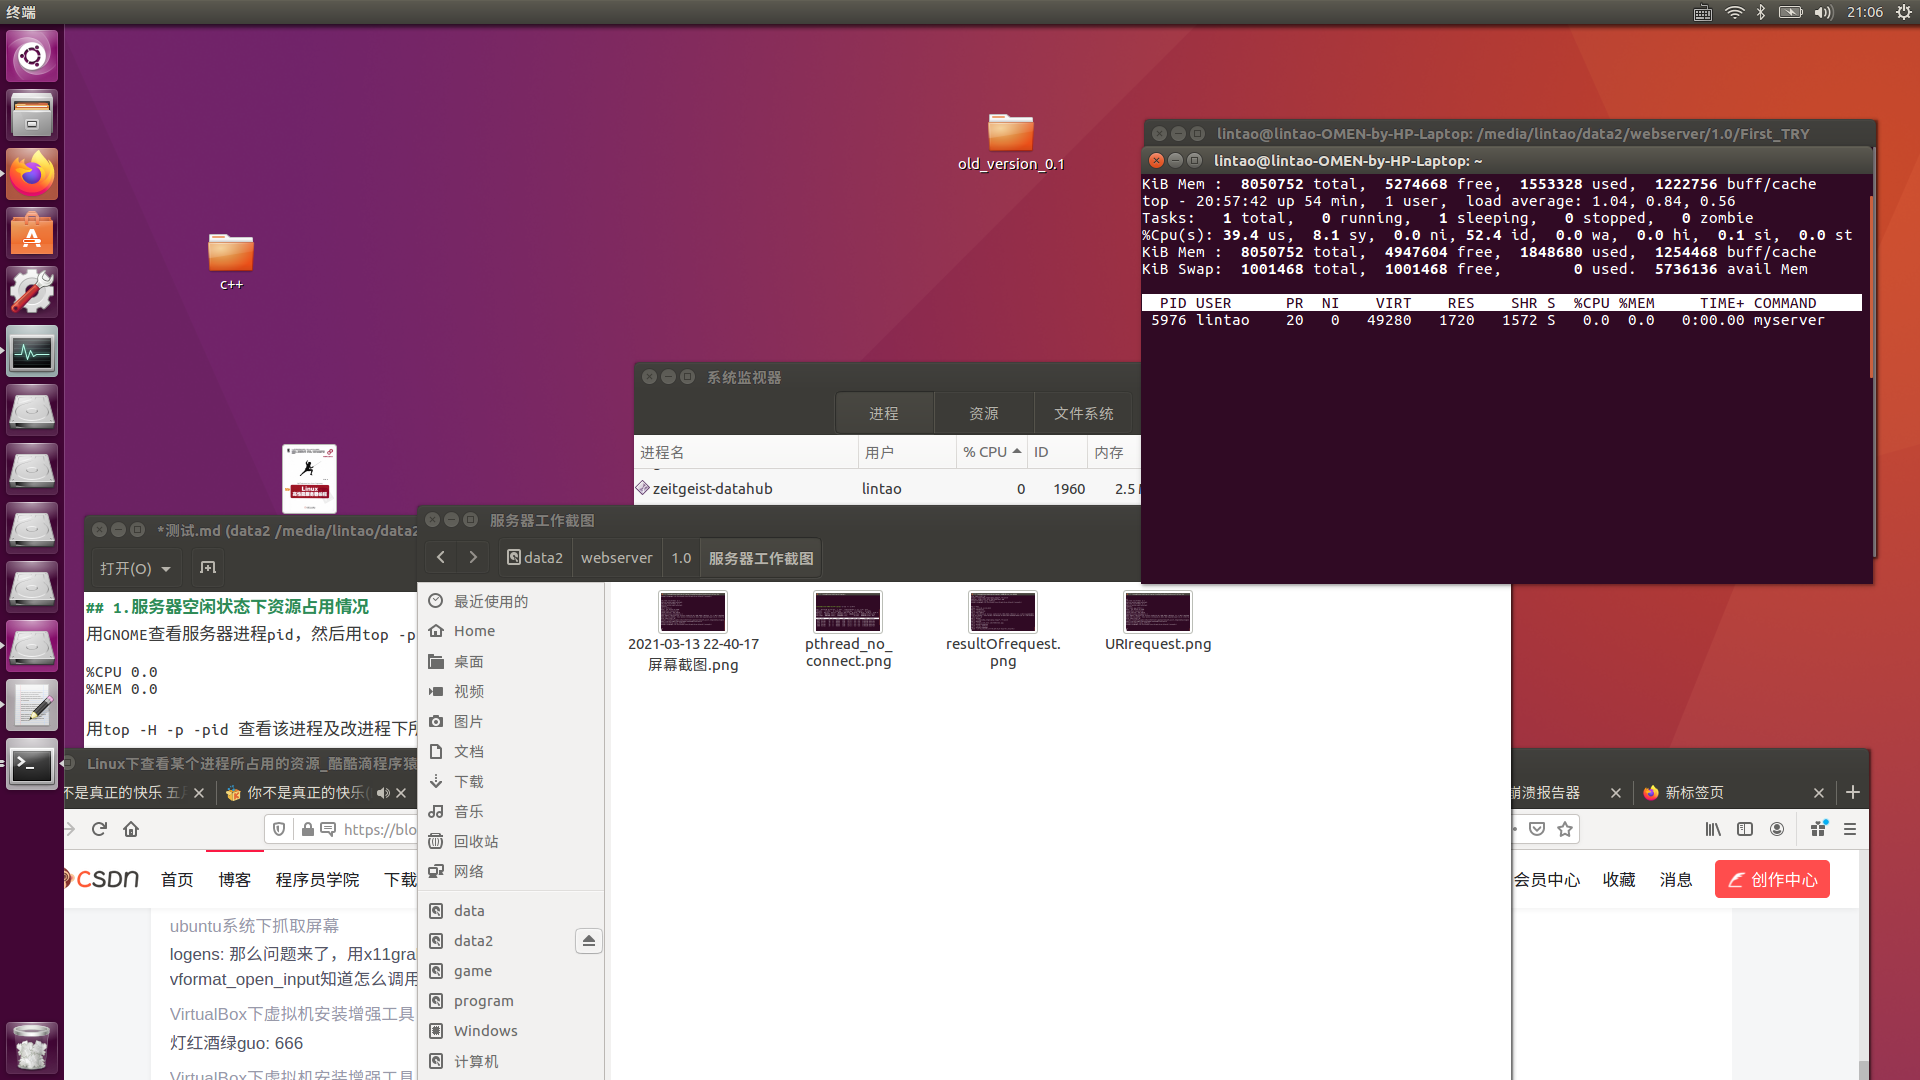 终端
21:06
old_version_0.1
c++
lintao@lintao-OMEN-by-HP-Laptop: /media/lintao/data2/webserver/1.0/First_TRY
lintao@lintao-OMEN-by-HP-Laptop: ~
KiB Mem :  8050752 total,  5274668 free,  1553328 used,  1222756 buff/cache
top - 20:57:42 up 54 min,  1 user,  load average: 1.04, 0.84, 0.56
Tasks:   1 total,   0 running,   1 sleeping,   0 stopped,   0 zombie
%Cpu(s): 39.4 us,  8.1 sy,  0.0 ni, 52.4 id,  0.0 wa,  0.0 hi,  0.1 si,  0.0 st
KiB Mem :  8050752 total,  4947604 free,  1848680 used,  1254468 buff/cache
KiB Swap:  1001468 total,  1001468 free,        0 used.  5736136 avail Mem
PID USER      PR  NI    VIRT    RES    SHR S  %CPU %MEM     TIME+ COMMAND
5976 lintao    20   0   49280   1720   1572 S   0.0  0.0   0:00.00 myserver
系统监视器
进程 资源 文件系统
进程名 用户 % CPU ID 内存
zeitgeist-datahub lintao 0 1960 2.5
Linux
*测试.md (data2 /media/lintao/data2
打开(O)
## 1.服务器空闲状态下资源占用情况
用GNOME查看服务器进程pid，然后用top -p
%CPU 0.0
%MEM 0.0
用top -H -p -pid 查看该进程及改进程下所
服务器工作截图
data2 webserver 1.0 服务器工作截图
最近使用的
Home
桌面
视频
图片
文档
下载
音乐
回收站
网络
data
data2
game
program
Windows
计算机
2021-03-13 22-40-17
屏幕截图.png
pthread_no_
connect.png
resultOfrequest.
png
URIrequest.png
Linux下查看某个进程所占用的资源_酷酷滴程序猿
不是真正的快乐 五月
你不是真正的快乐(
崩溃报告器
新标签页
https://blo
CSDN 首页 博客 程序员学院 下载
会员中心 收藏 消息 创作中心
ubuntu系统下抓取屏幕
logens: 那么问题来了，用x11gra
vformat_open_input知道怎么调用
VirtualBox下虚拟机安装增强工具
灯红酒绿guo: 666
VirtualBox下虚拟机安装增强工具